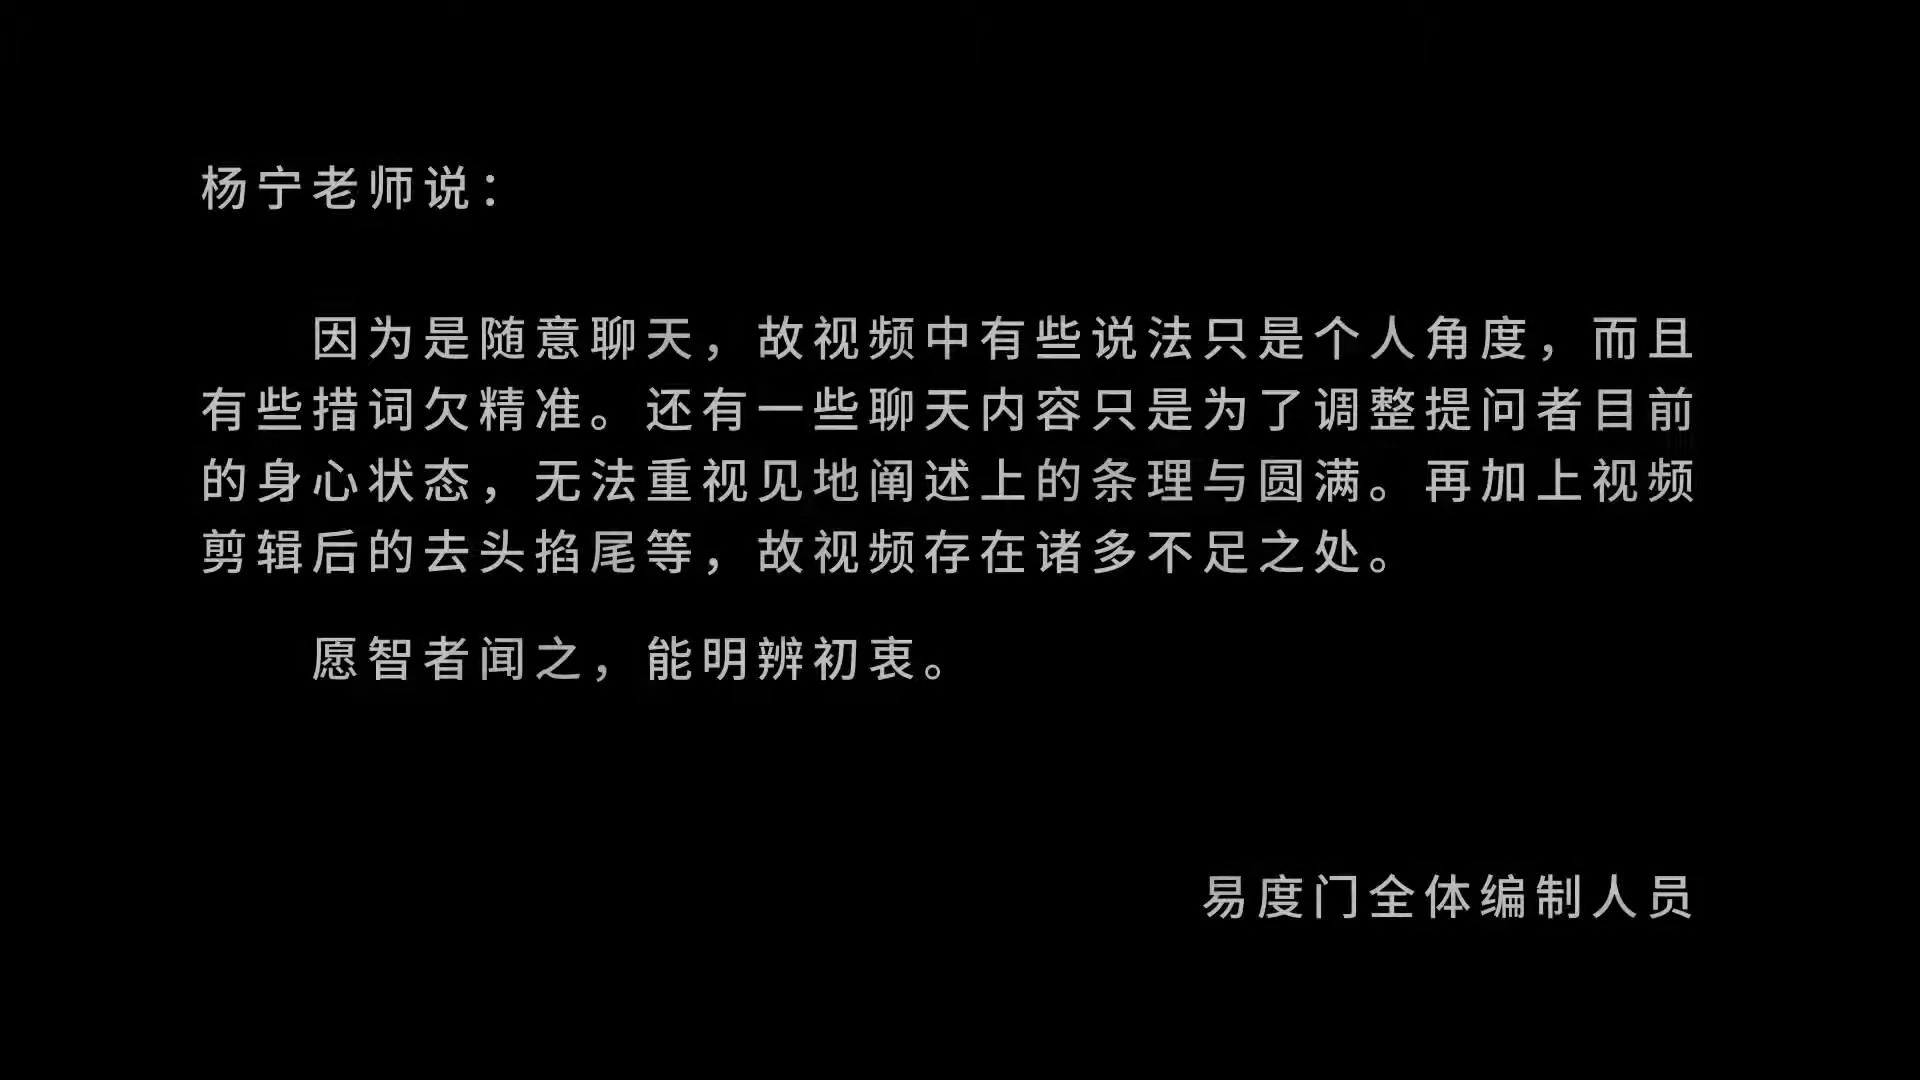 杨宁老师说：
因为是随意聊天，故视频中有些说法只是个人角度，而且
有些措词欠精准。还有一些聊天内容只是为了调整提问者目前
的身心状态，无法重视见地阐述上的条理与圆满。再加上视频
剪辑后的去头掐尾等，故视频存在诸多不足之处。
愿智者闻之，能明辨初衷。
易度门全体编制人员